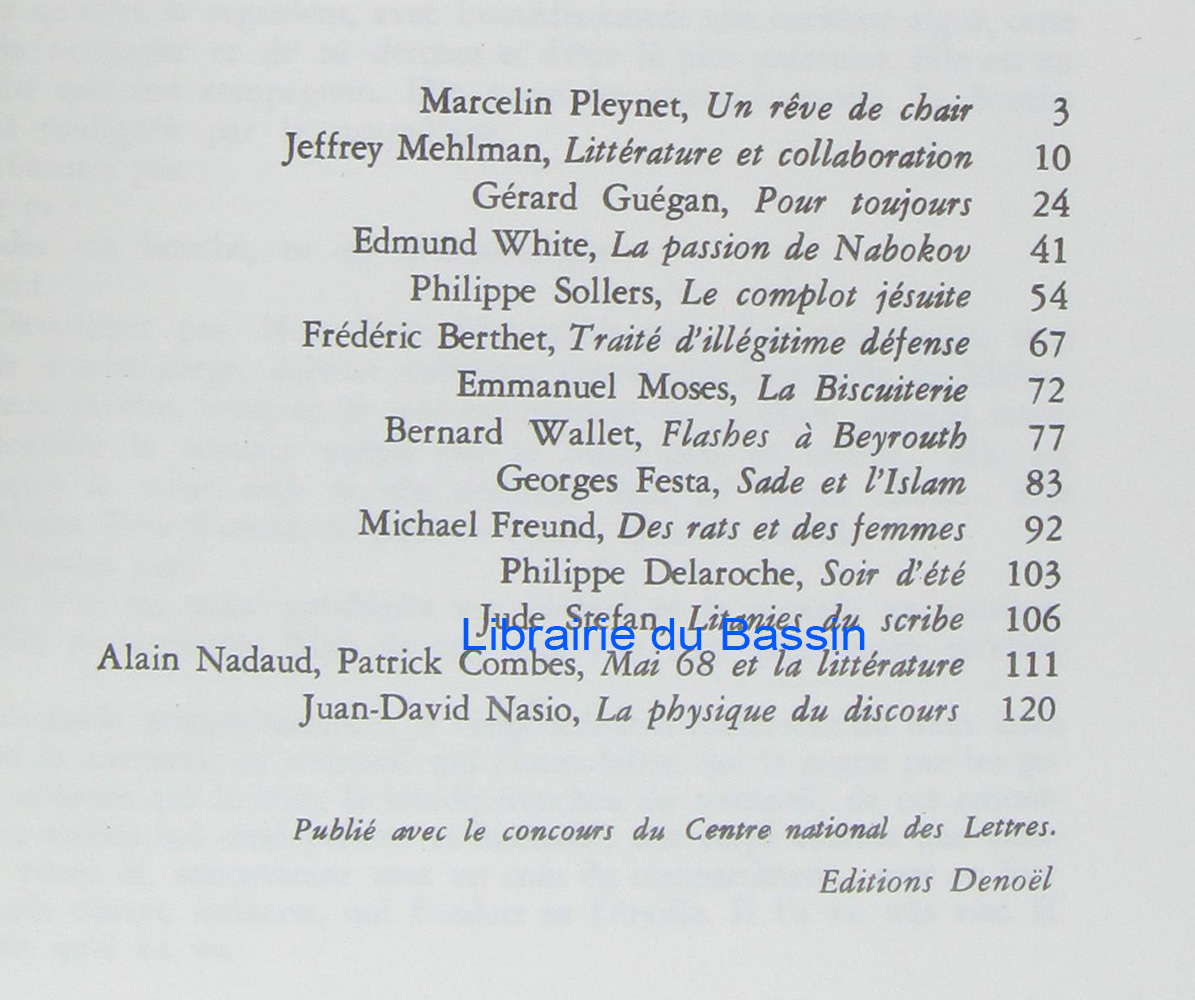 Marcelin Pleynet, Un rêve de chair 3
Jeffrey Mehlman, Littérature et collaboration 10
Gérard Guégan, Pour toujours 24
Edmund White, La passion de Nabokov 41
Philippe Sollers, Le complot jésuite 54
Frédéric Berthet, Traité d'illégitime défense 67
Emmanuel Moses, La Biscuiterie 72
Bernard Wallet, Flashes à Beyrouth 77
Georges Festa, Sade et l'Islam 83
Michael Freund, Des rats et des femmes 92
Philippe Delaroche, Soir d'été 103
Jude Stefan, Litanies du scribe 106
Librairie du Bassin
Alain Nadaud, Patrick Combes, Mai 68 et la littérature 111
Juan-David Nasio, La physique du discours 120
Publié avec le concours du Centre national des Lettres.
Editions Denoël